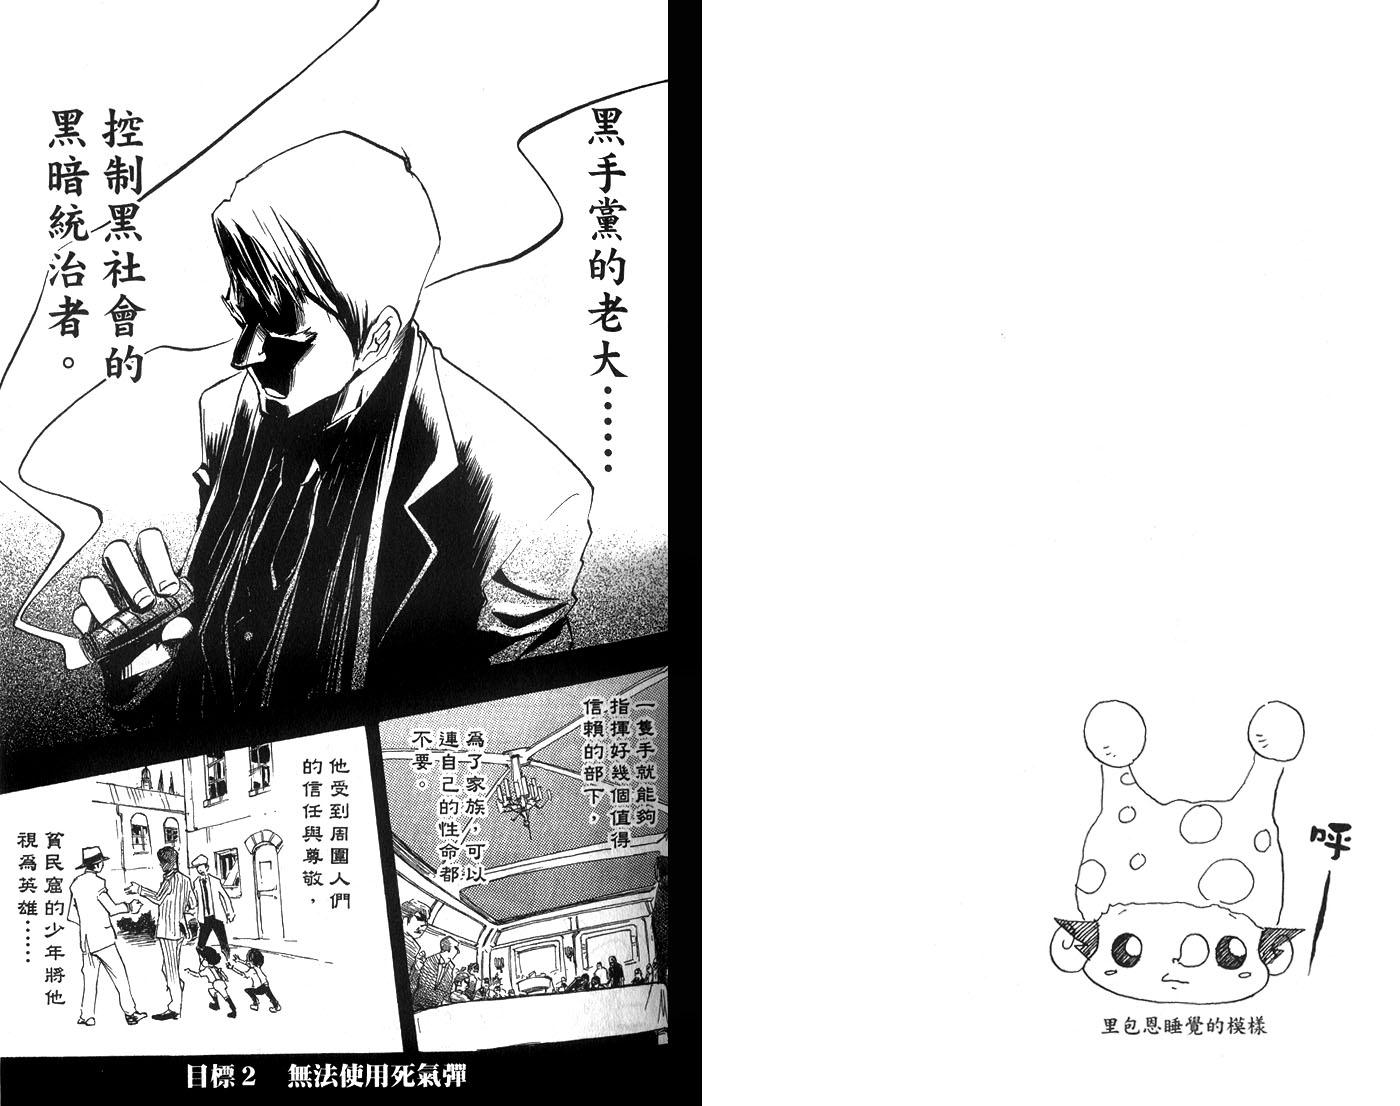 呼
里包恩睡覺的模樣
黑手黨的老大……
控制黑社會的
黑暗統治者。
一隻手就能夠
指揮好幾個值得
信賴的部下，
為了家族，可以
連自己的性命都
不要。
他受到周圍人們
的信任與尊敬，
貧民窟的少年將他
視為英雄……
目標2 無法使用死氣彈